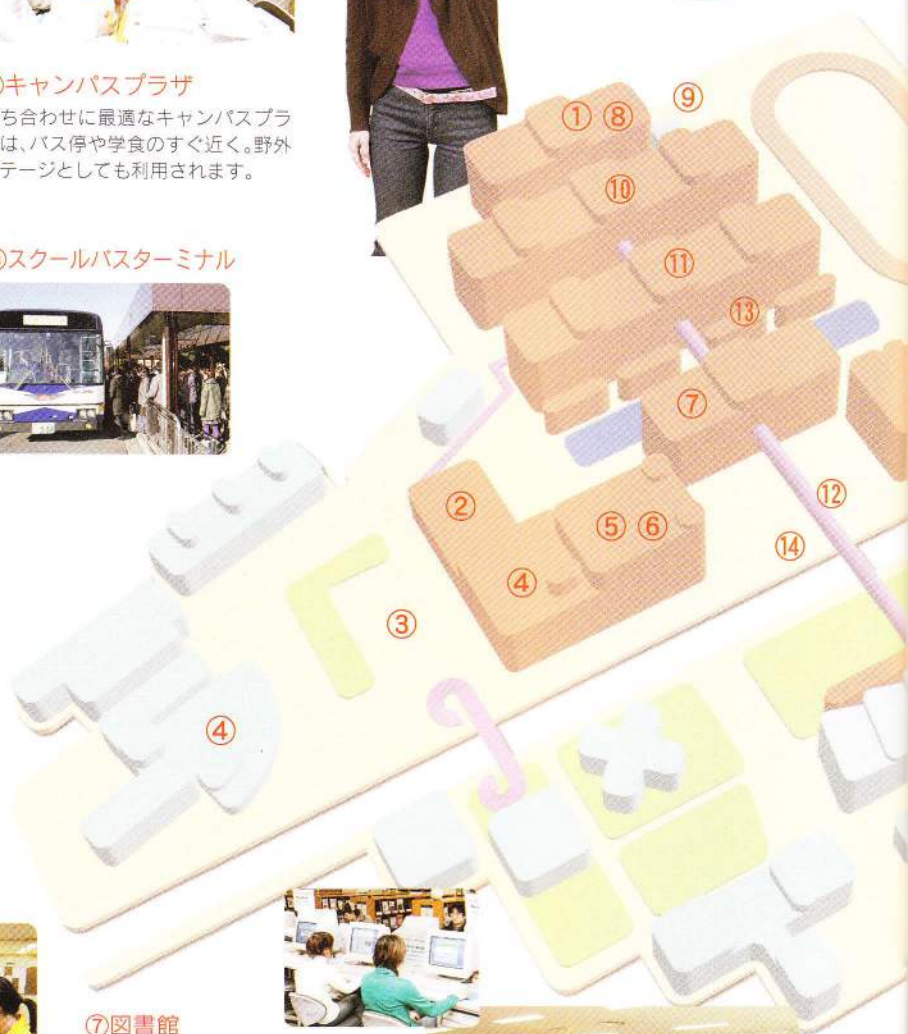 キャンパスプラザ
ち合わせに最適なキャンパスプラ
は、バス停や学食のすぐ近く。野外
テージとしても利用されます。
スクールバスターミナル
①
⑧
⑨
⑩
⑪
⑬
⑦
②
⑤
⑥
⑫
④
⑭
③
④
⑦図書館